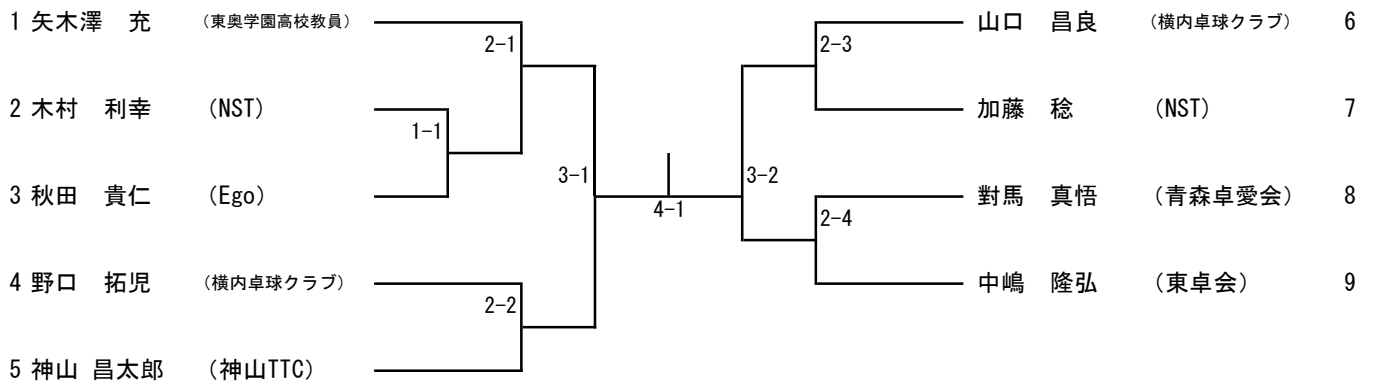 1 矢木澤　充　（東奥学園高校教員）
2-1
2 木村　利幸　（NST）
1-1
3 秋田　貴仁　（Ego）
3-1
4 野口　拓児　（横内卓球クラブ）
2-2
5 神山 昌太郎　（神山TTC）
4-1
山口　昌良　（横内卓球クラブ）　6
2-3
加藤　稔　（NST）　7
3-2
對馬　真悟　（青森卓愛会）　8
2-4
中嶋　隆弘　（東卓会）　9